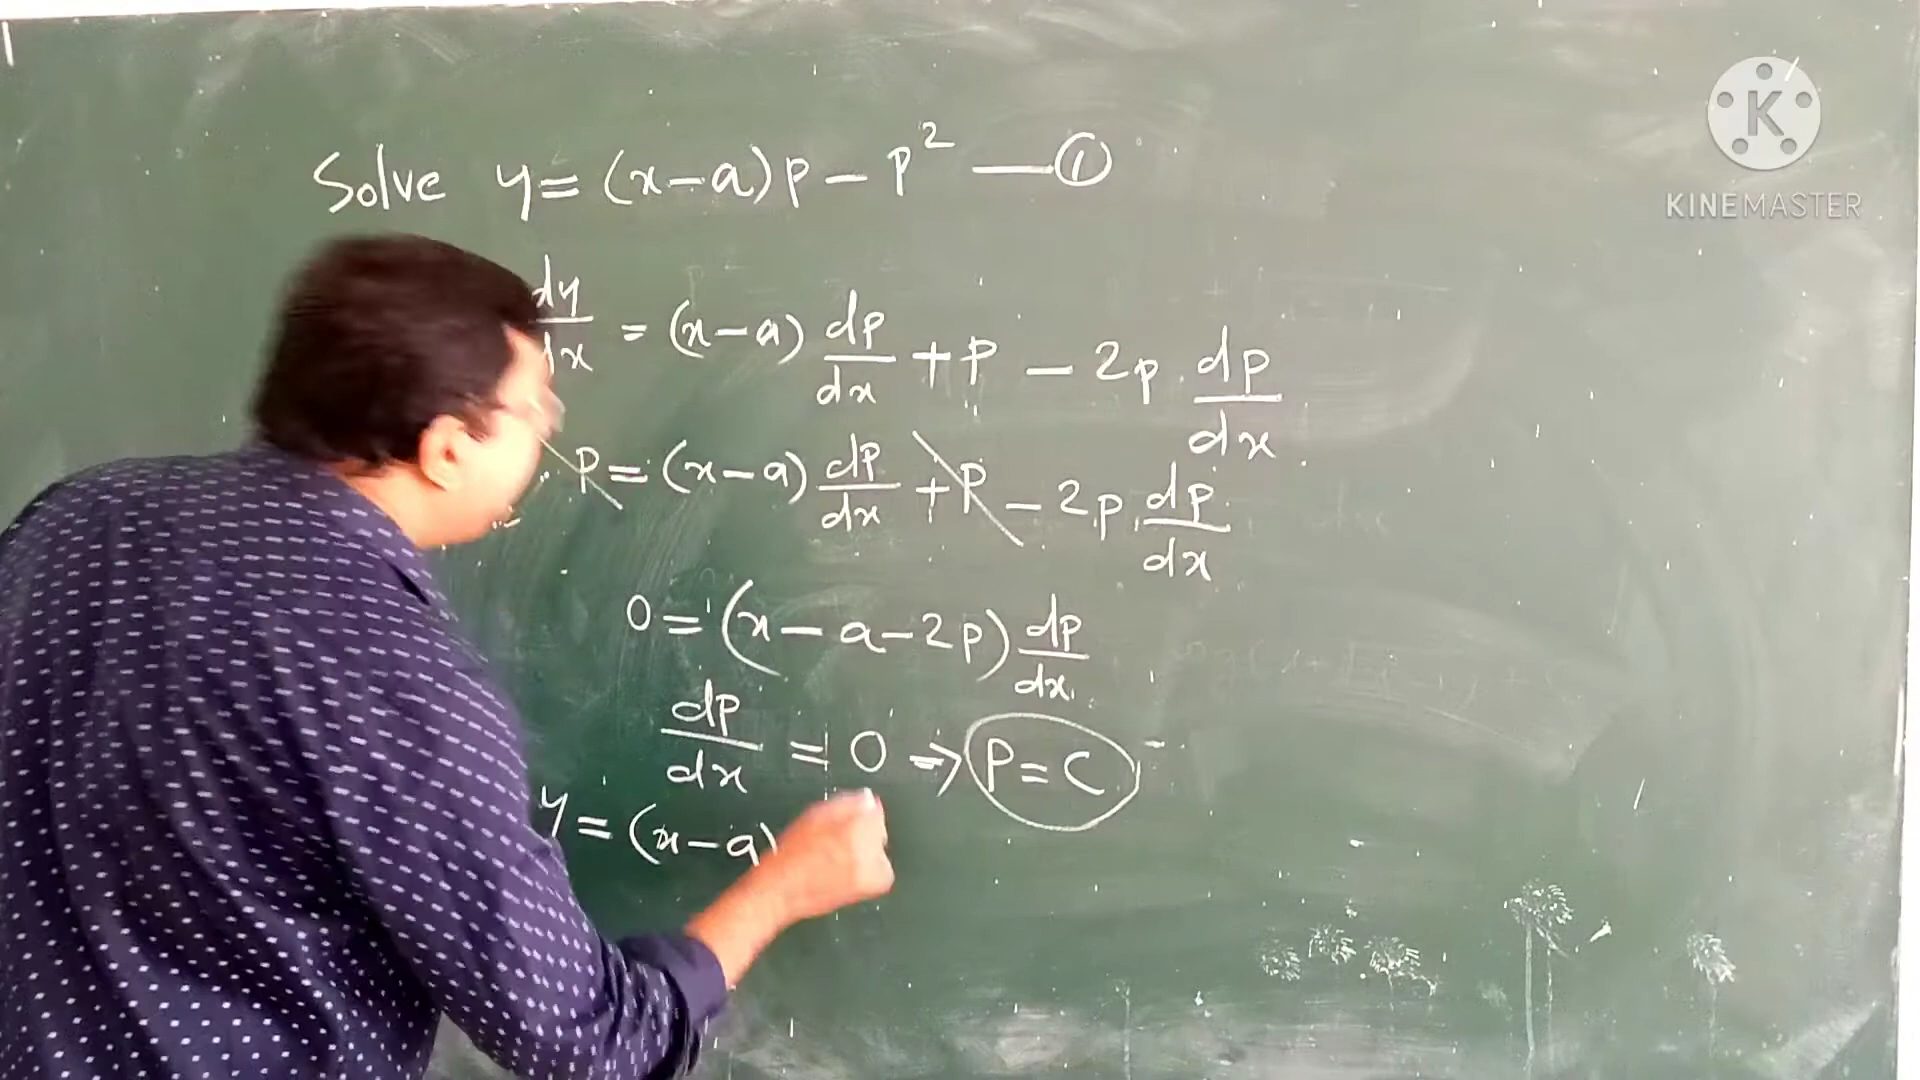 Solve y = (x-a)p - p² — ①
K
KINEMASTER
dy/dx = (x-a) dp/dx + p - 2p dp/dx
p = (x-a) dp/dx + p - 2p dp/dx
0 = (x-a-2p) dp/dx
dp/dx = 0 → p = c
y = (x-a)